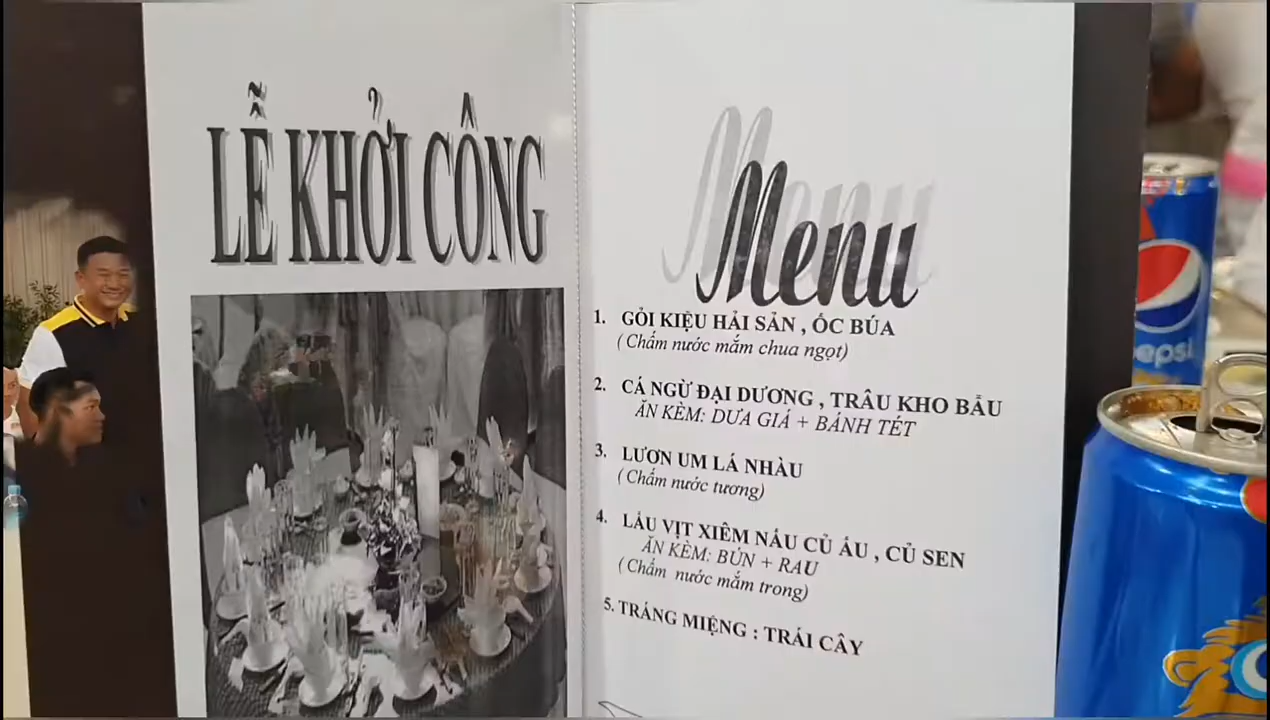 LỄ KHỞI CÔNG
Menu
1. GỎI KIỆU HẢI SẢN , ỐC BÚA
( Chấm nước mắm chua ngọt)
2. CÁ NGỪ ĐẠI DƯƠNG , TRÂU KHO BẦU
ĂN KÈM: DƯA GIÁ + BÁNH TÉT
3. LƯƠN UM LÁ NHÀU
( Chấm nước tương)
4. LẨU VỊT XIÊM NẤU CỦ ẤU , CỦ SEN
ĂN KÈM: BÚN + RAU
( Chấm nước mắm trong)
5. TRÁNG MIỆNG : TRÁI CÂY
pepsi